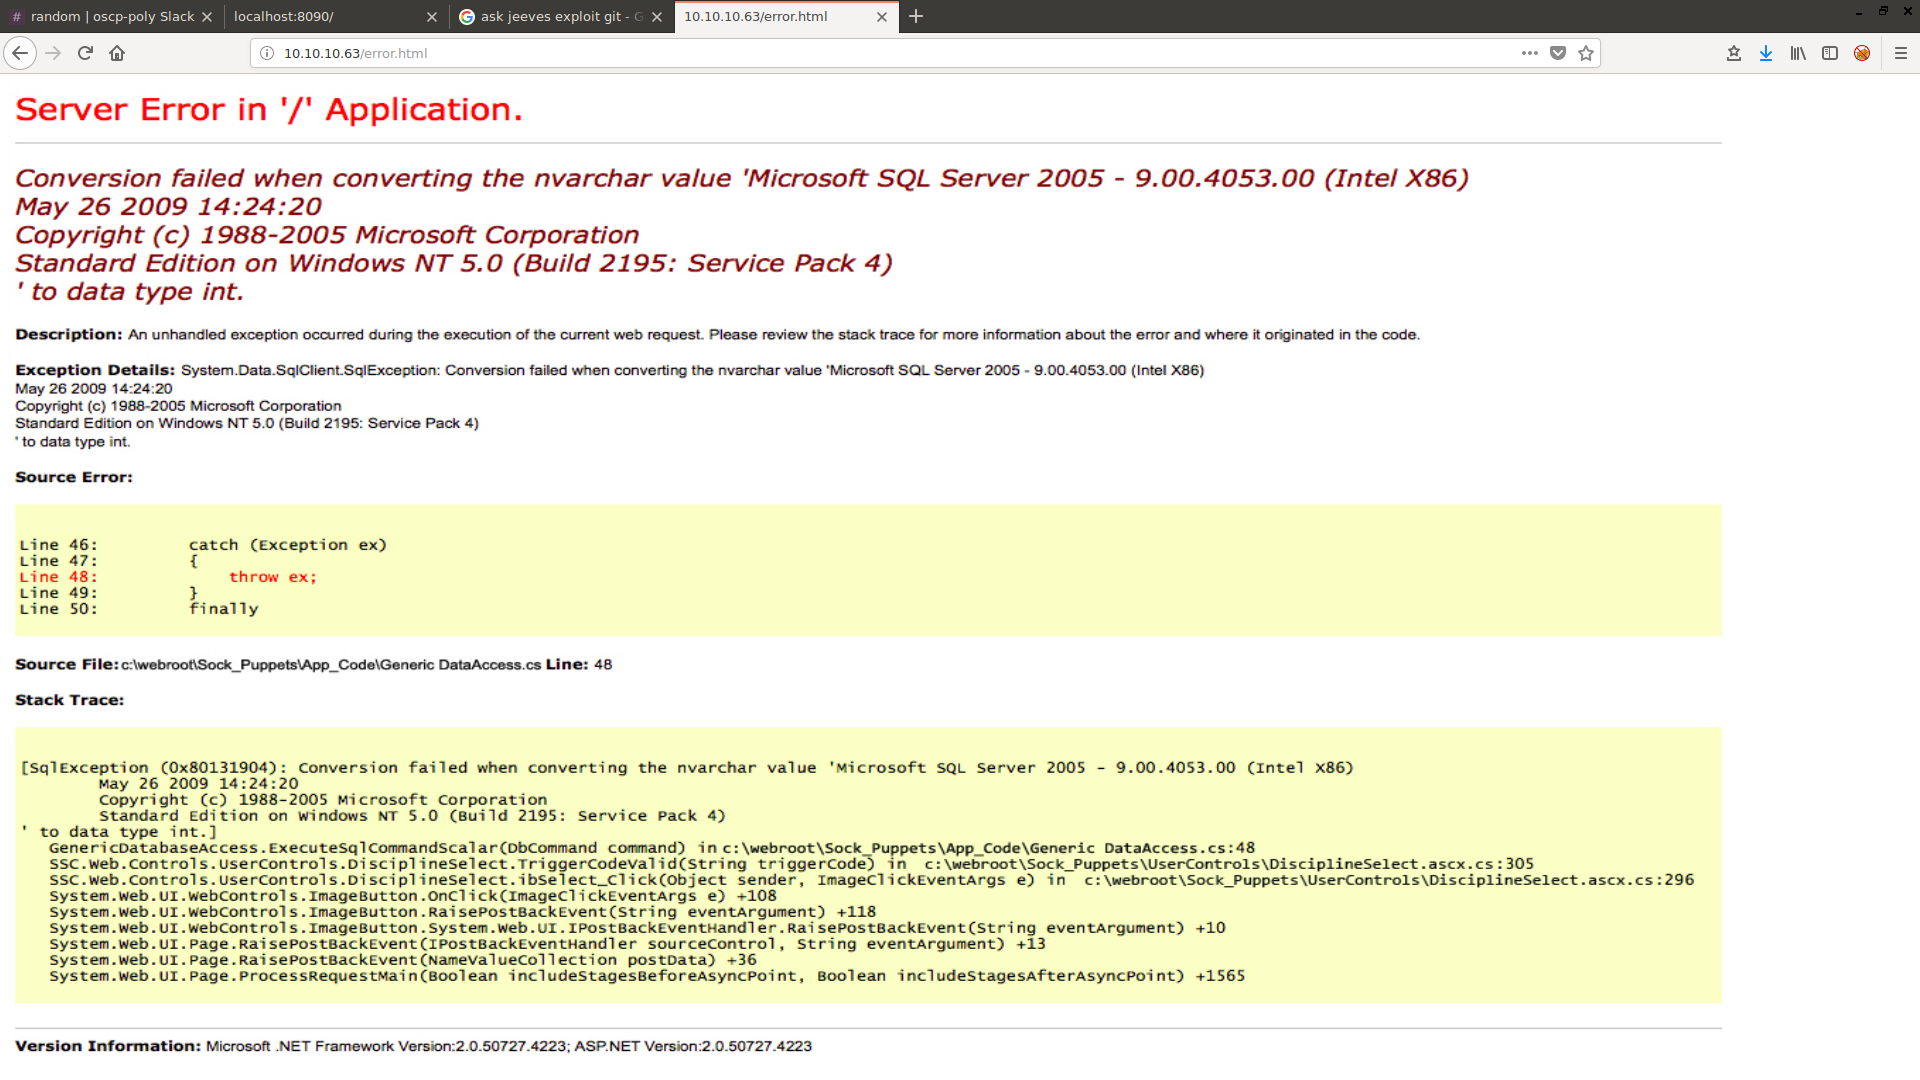 # random | oscp-poly Slack
localhost:8090/
ask jeeves exploit git - G
10.10.10.63/error.html
10.10.10.63/error.html
Server Error in '/' Application.
Conversion failed when converting the nvarchar value 'Microsoft SQL Server 2005 - 9.00.4053.00 (Intel X86)
May 26 2009 14:24:20
Copyright (c) 1988-2005 Microsoft Corporation
Standard Edition on Windows NT 5.0 (Build 2195: Service Pack 4)
' to data type int.
Description: An unhandled exception occurred during the execution of the current web request. Please review the stack trace for more information about the error and where it originated in the code.
Exception Details: System.Data.SqlClient.SqlException: Conversion failed when converting the nvarchar value 'Microsoft SQL Server 2005 - 9.00.4053.00 (Intel X86)
May 26 2009 14:24:20
Copyright (c) 1988-2005 Microsoft Corporation
Standard Edition on Windows NT 5.0 (Build 2195: Service Pack 4)
' to data type int.
Source Error:
Line 46: catch (Exception ex)
Line 47: {
Line 48: throw ex;
Line 49: }
Line 50: finally
Source File: c:\webroot\Sock_Puppets\App_Code\Generic DataAccess.cs Line: 48
Stack Trace:
[SqlException (0x80131904): Conversion failed when converting the nvarchar value 'Microsoft SQL Server 2005 - 9.00.4053.00 (Intel X86)
May 26 2009 14:24:20
Copyright (c) 1988-2005 Microsoft Corporation
Standard Edition on Windows NT 5.0 (Build 2195: Service Pack 4)
' to data type int.]
GenericDatabaseAccess.ExecuteSqlCommandScalar(DbCommand command) in c:\webroot\Sock_Puppets\App_Code\Generic DataAccess.cs:48
SSC.Web.Controls.UserControls.DisciplineSelect.TriggerCodeValid(String triggerCode) in c:\webroot\Sock_Puppets\UserControls\DisciplineSelect.ascx.cs:305
SSC.Web.Controls.UserControls.DisciplineSelect.ibSelect_Click(Object sender, ImageClickEventArgs e) in c:\webroot\Sock_Puppets\UserControls\DisciplineSelect.ascx.cs:296
System.Web.UI.WebControls.ImageButton.OnClick(ImageClickEventArgs e) +108
System.Web.UI.WebControls.ImageButton.RaisePostBackEvent(String eventArgument) +118
System.Web.UI.WebControls.ImageButton.System.Web.UI.IPostBackEventHandler.RaisePostBackEvent(String eventArgument) +10
System.Web.UI.Page.RaisePostBackEvent(IPostBackEventHandler sourceControl, String eventArgument) +13
System.Web.UI.Page.RaisePostBackEvent(NameValueCollection postData) +36
System.Web.UI.Page.ProcessRequestMain(Boolean includeStagesBeforeAsyncPoint, Boolean includeStagesAfterAsyncPoint) +1565
Version Information: Microsoft .NET Framework Version:2.0.50727.4223; ASP.NET Version:2.0.50727.4223